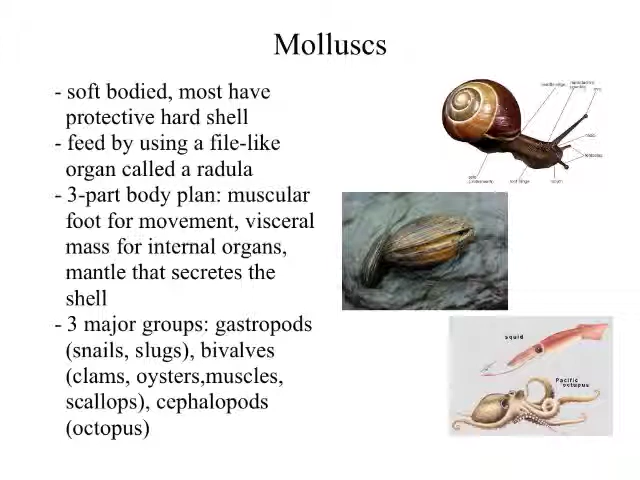 Molluscs
- soft bodied, most have
protective hard shell
- feed by using a file-like
organ called a radula
- 3-part body plan: muscular
foot for movement, visceral
mass for internal organs,
mantle that secretes the
shell
- 3 major groups: gastropods
(snails, slugs), bivalves
(clams, oysters,muscles,
scallops), cephalopods
(octopus)
mouth
squid
Pacific
octopus